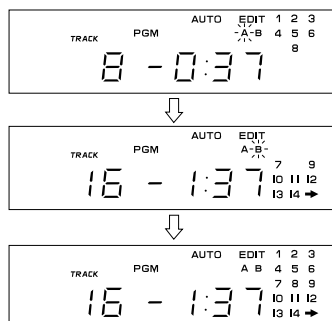 AUTO EDIT 1 2 3
TRACK PGM -A-B 4 5 6
8
8 -0:37
AUTO EDIT
TRACK PGM A-B-
7 9
16 - 1:37 10 11 12
13 14 →
AUTO EDIT 1 2 3
TRACK PGM A B 4 5 6
7 8 9
16 - 1:37 10 11 12
13 14 →